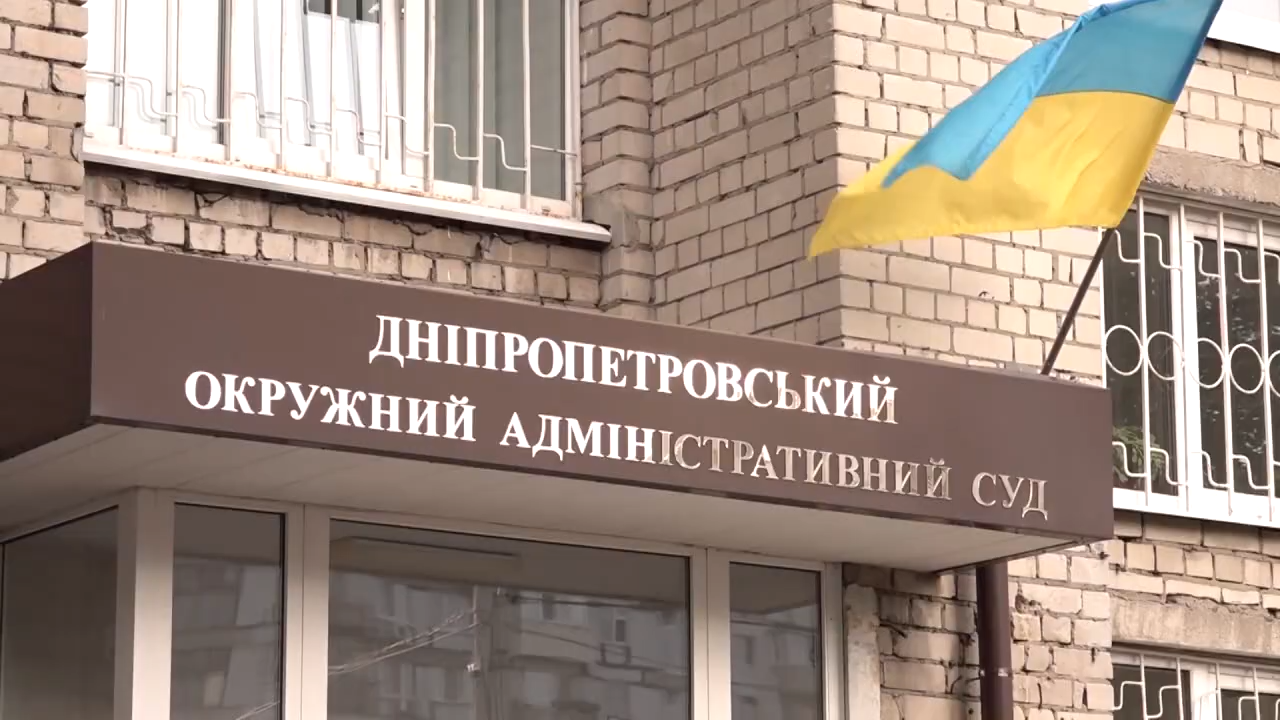 ДНІПРОПЕТРОВСЬКИЙ
ОКРУЖНИЙ АДМІНІСТРАТИВНИЙ СУД